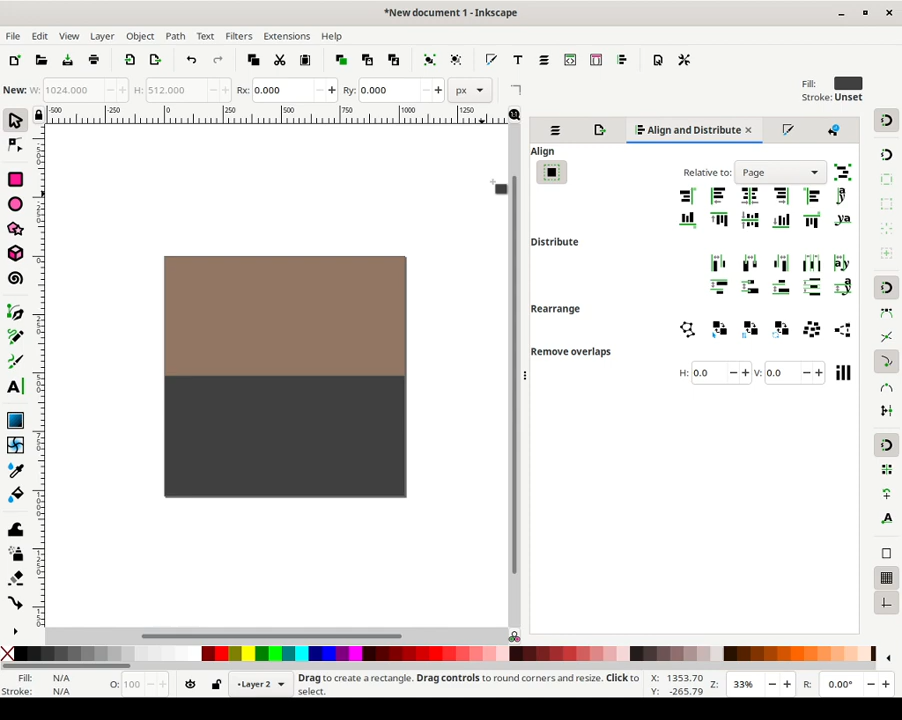 *New document 1 - Inkscape
File Edit View Layer Object Path Text Filters Extensions Help
New: W: 1024.000 H: 512.000 Rx: 0.000 Ry: 0.000 px
Fill:
Stroke: Unset
-500 -250 0 250 500 750 1000 1250
Align and Distribute
Align
Relative to: Page
Distribute
Rearrange
Remove overlaps
H: 0.0 V: 0.0
Fill: N/A
Stroke: N/A
O: 100
Layer 2
Drag to create a rectangle. Drag controls to round corners and resize. Click to select.
X: 1353.70
Y: -265.79
Z: 33%
R: 0.00°